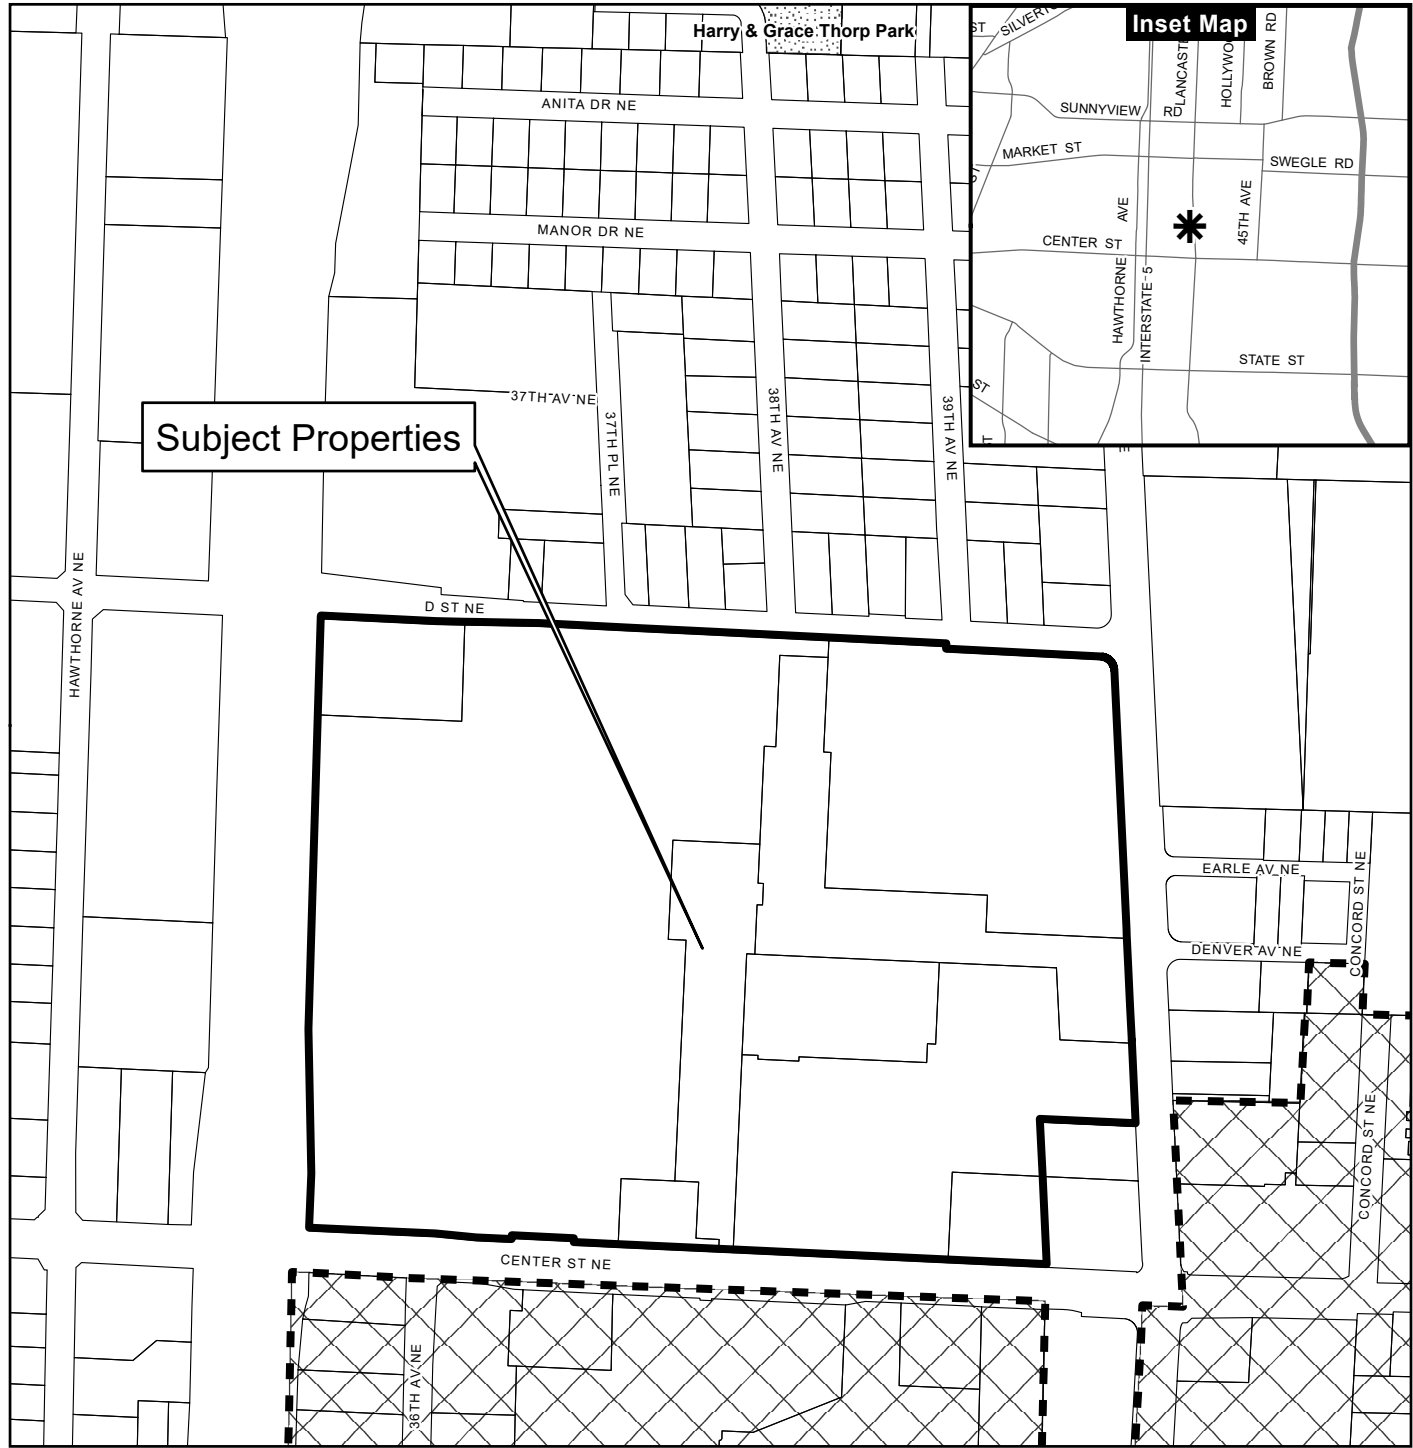 Harry & Grace Thorp Park
Inset Map
ST
LANCASTE
BROWN RD
SUNNYVIEW RD
MARKET ST
SWEGLE RD
AVE
45TH AVE
CENTER ST
HAWTHORNE
INTERSTATE-5
STATE ST
ST
ANITA DR NE
MANOR DR NE
37TH AV NE
37TH PL NE
38TH AV NE
39TH AV NE
Subject Properties
HAWTHORNE AV NE
D ST NE
EARLE AV NE
DENVER AV NE
CONCORD ST NE
CONCORD ST NE
CENTER ST NE
36TH AV NE